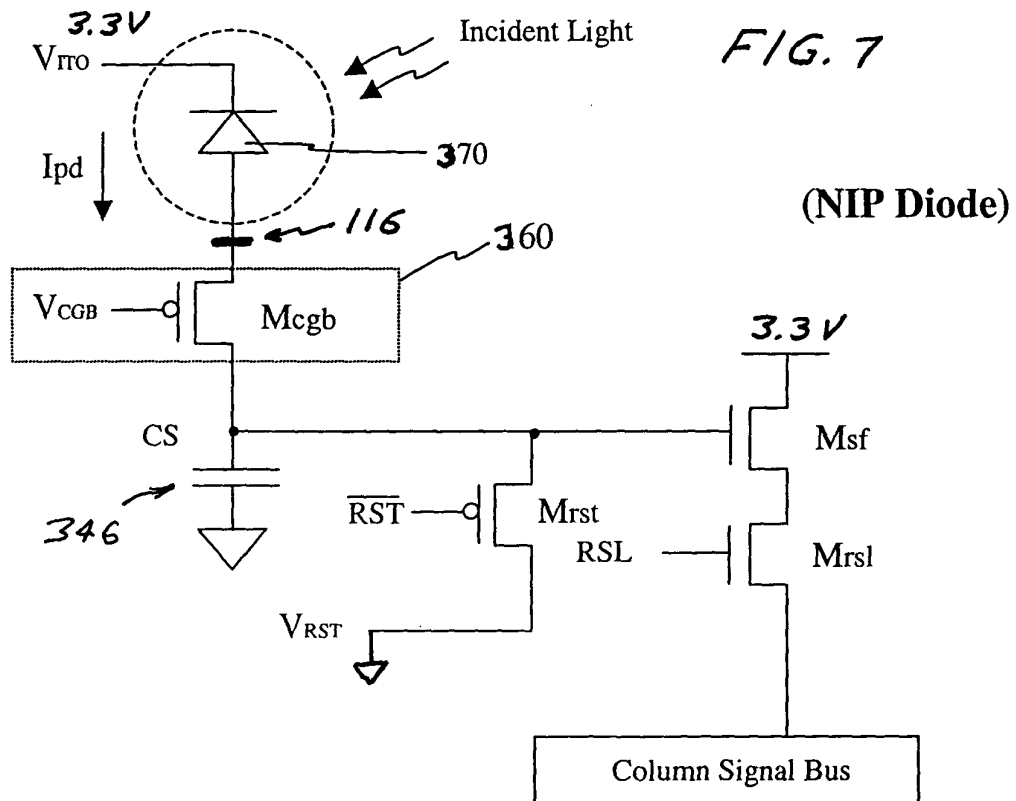 3.3V
VITO
Incident Light
FIG. 7
Ipd
370
(NIP Diode)
116
360
VCGB
Mcgb
3.3V
CS
Msf
346
RST
Mrst
RSL
Mrsl
VRST
Column Signal Bus